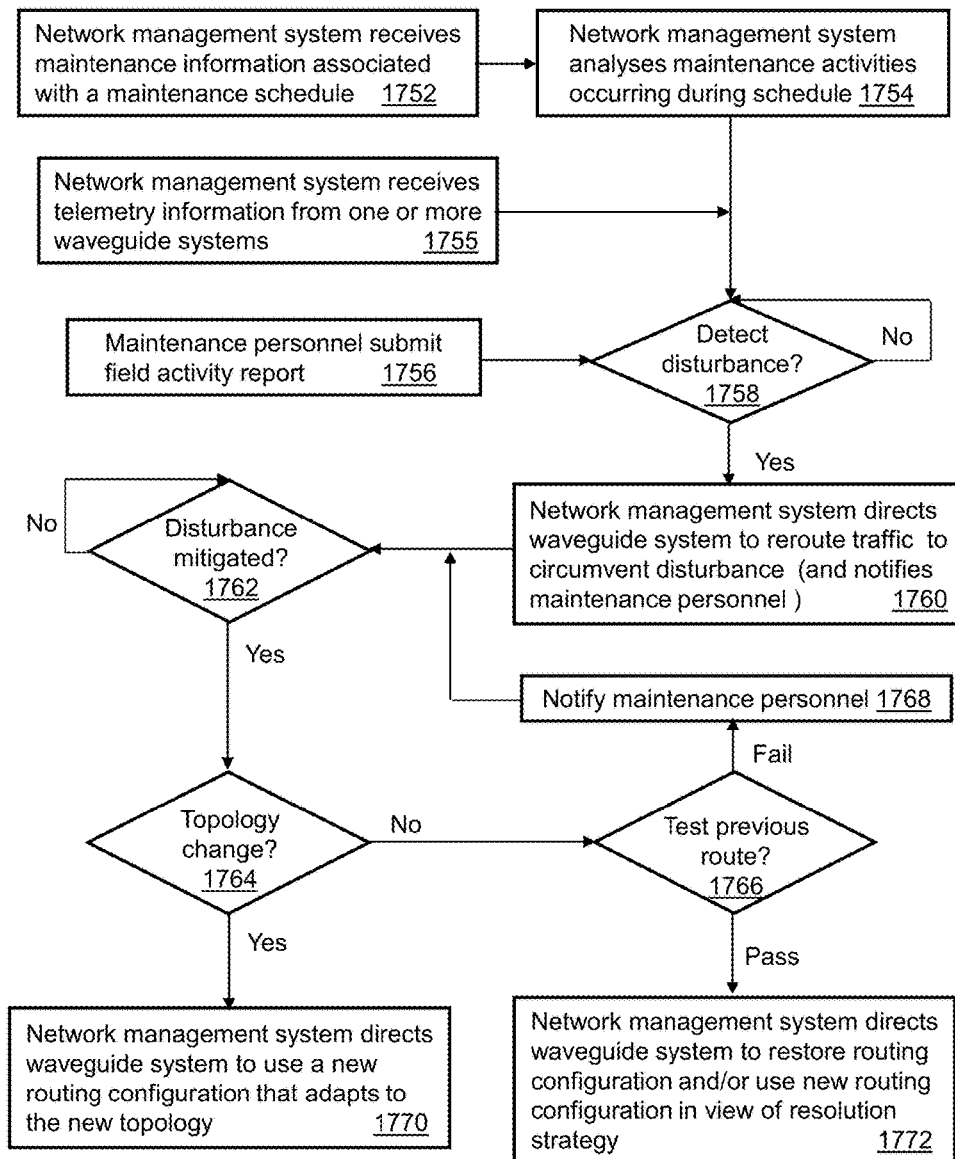 Network management system receives
maintenance information associated
with a maintenance schedule 1752
Network management system
analyses maintenance activities
occurring during schedule 1754
Network management system receives
telemetry information from one or more
waveguide systems 1755
Maintenance personnel submit
field activity report 1756
Detect
disturbance?
1758
No
Yes
Network management system directs
waveguide system to reroute traffic to
circumvent disturbance (and notifies
maintenance personnel ) 1760
No
Disturbance
mitigated?
1762
Yes
Notify maintenance personnel 1768
Fail
Topology
change?
1764
No
Test previous
route?
1766
Yes
Pass
Network management system directs
waveguide system to use a new
routing configuration that adapts to
the new topology 1770
Network management system directs
waveguide system to restore routing
configuration and/or use new routing
configuration in view of resolution
strategy 1772